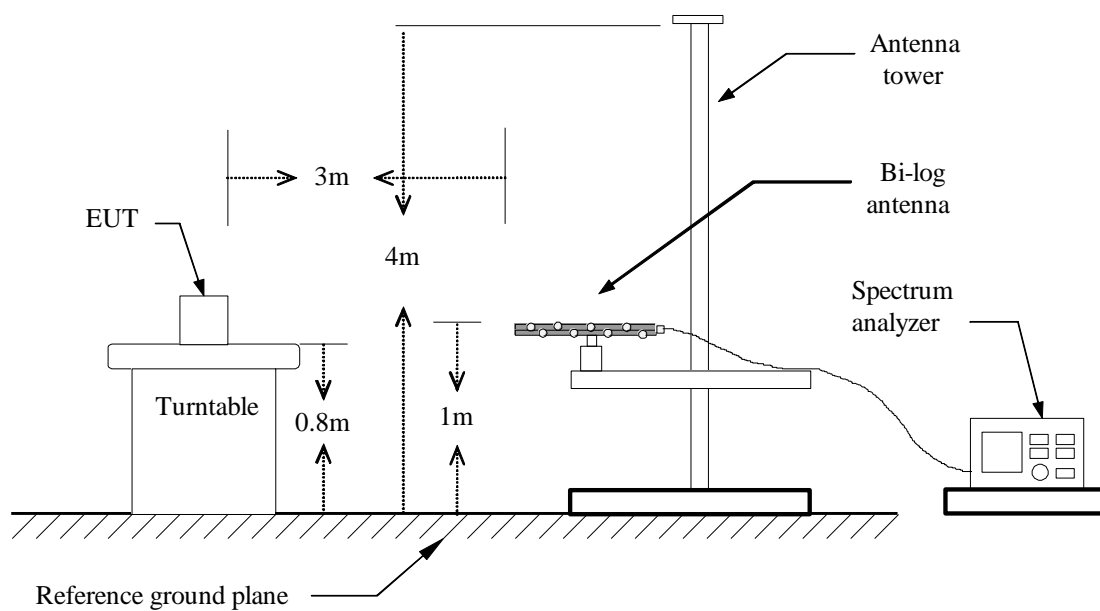 Antenna
tower
3m
Bi-log
antenna
EUT
4m
Spectrum
analyzer
Turntable
0.8m
1m
Reference ground plane